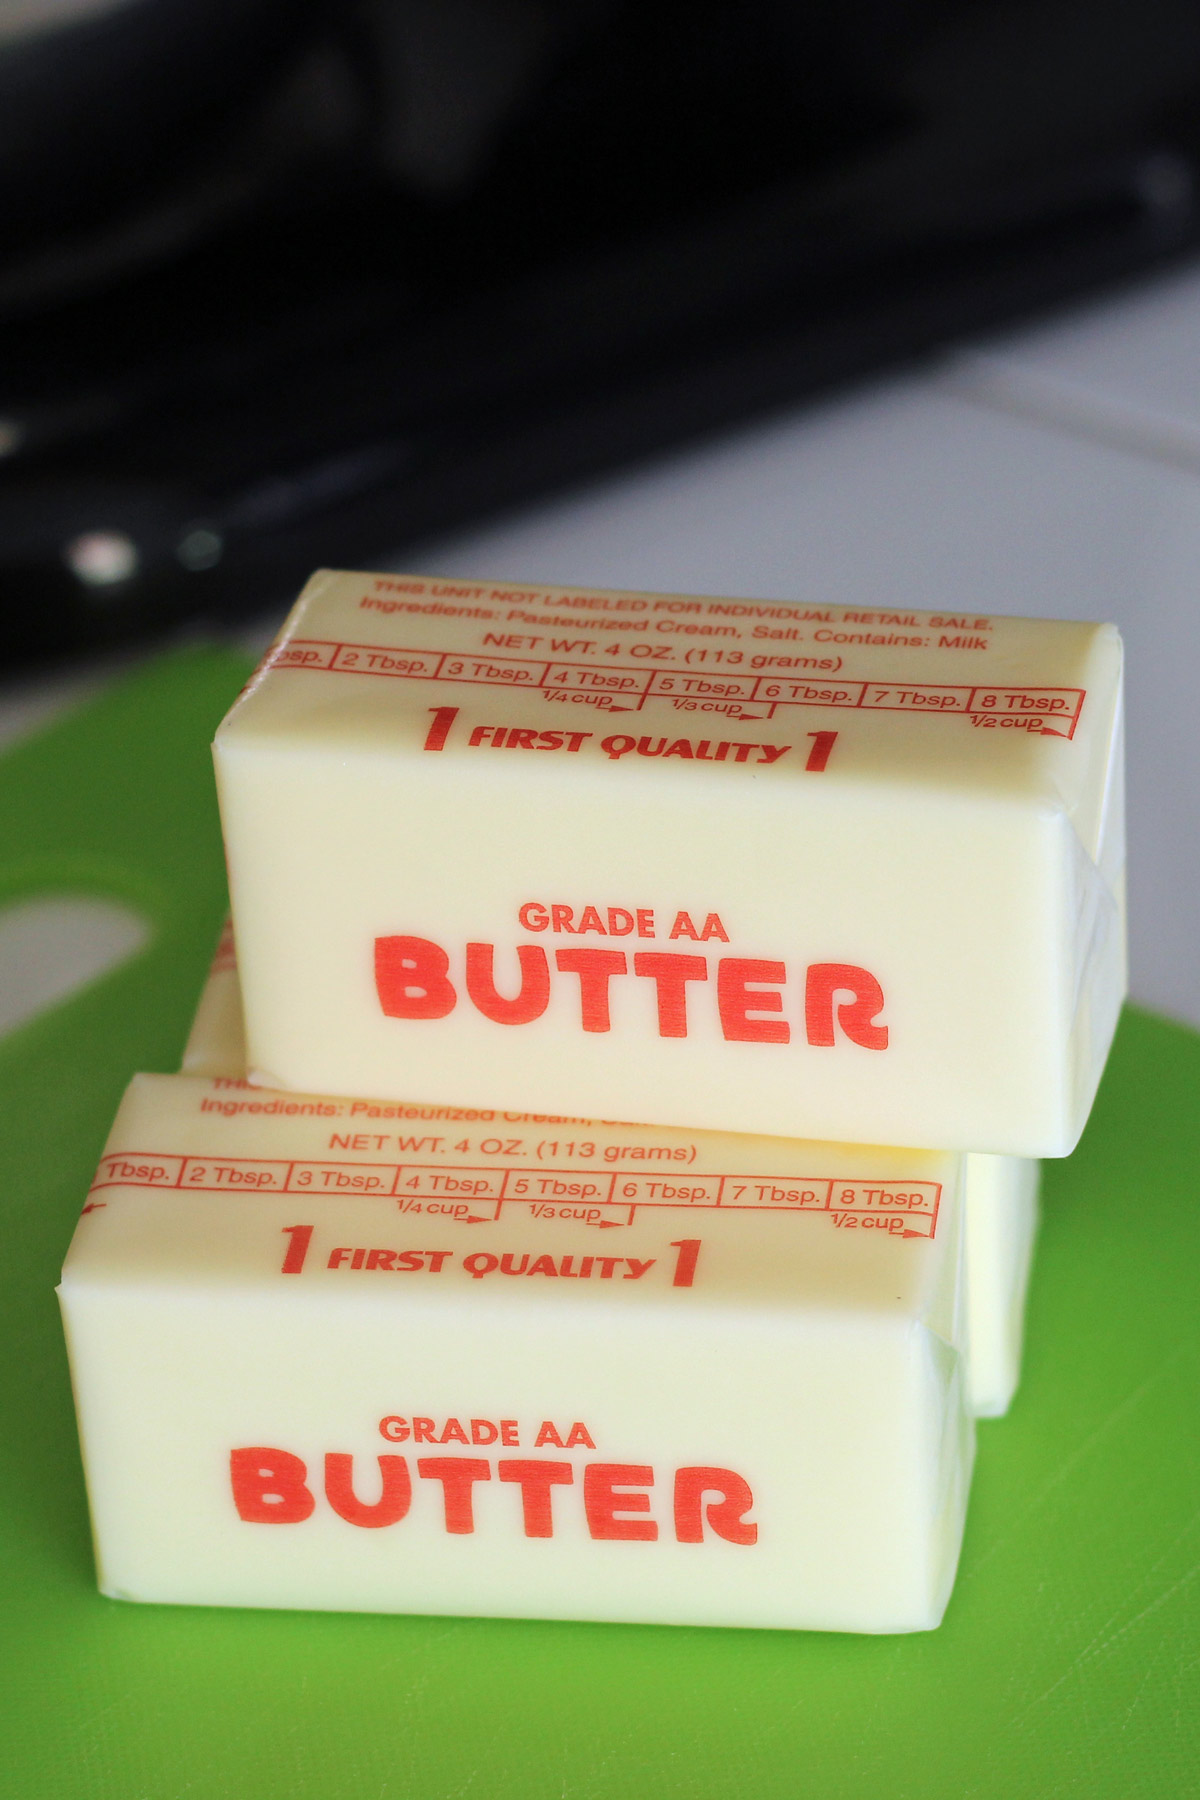 THIS UNIT NOT LABELED FOR INDIVIDUAL RETAIL SALE.
Ingredients: Pasteurized Cream, Salt. Contains: Milk
NET WT. 4 OZ. (113 grams)
2 Tbsp. 3 Tbsp. 4 Tbsp. 5 Tbsp. 6 Tbsp. 7 Tbsp. 8 Tbsp.
1/4 cup 1/3 cup 1/2 cup
1 FIRST QUALITY 1
GRADE AA
BUTTER
Ingredients: Pasteurized Cream,
NET WT. 4 OZ. (113 grams)
Tbsp. 2 Tbsp. 3 Tbsp. 4 Tbsp. 5 Tbsp. 6 Tbsp. 7 Tbsp. 8 Tbsp.
1/4 cup 1/3 cup 1/2 cup
1 FIRST QUALITY 1
GRADE AA
BUTTER